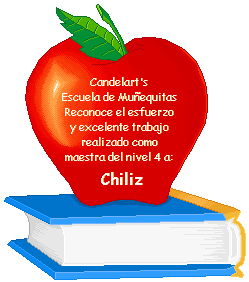 Candelart's
Escuela de Muñequitas
Reconoce el esfuerzo
y excelente trabajo
realizado como
maestra del nivel 4 a:
Chiliz